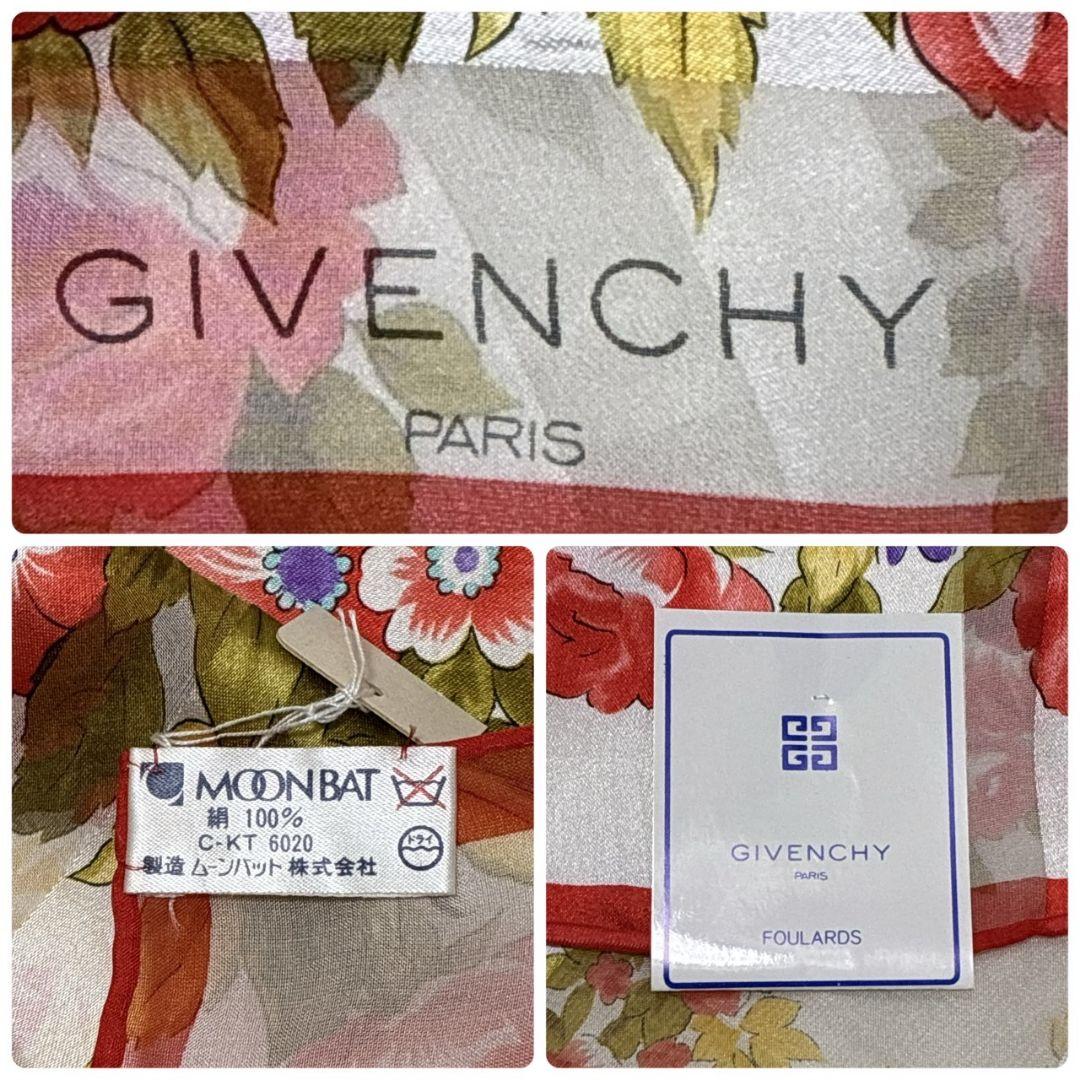 GIVENCHY
PARIS
MOONBAT
絹 100%
C-KT 6020
製造 ムーンバット 株式会社
ドライ
GIVENCHY
PARIS
FOULARDS